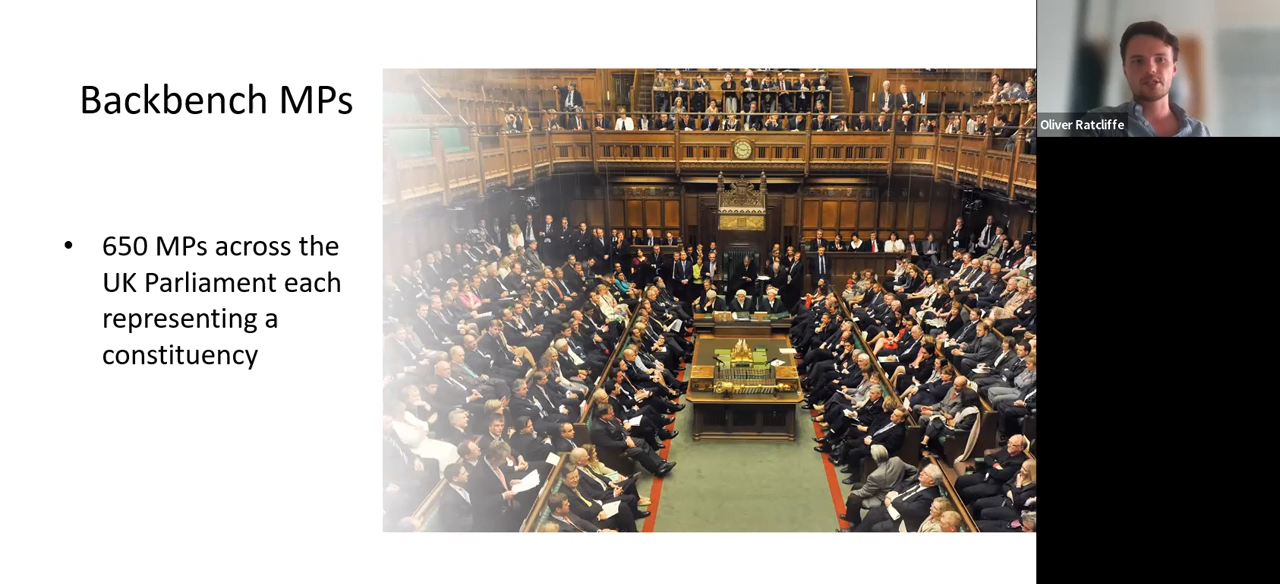 Backbench MPs
• 650 MPs across the
UK Parliament each
representing a
constituency
Oliver Ratcliffe